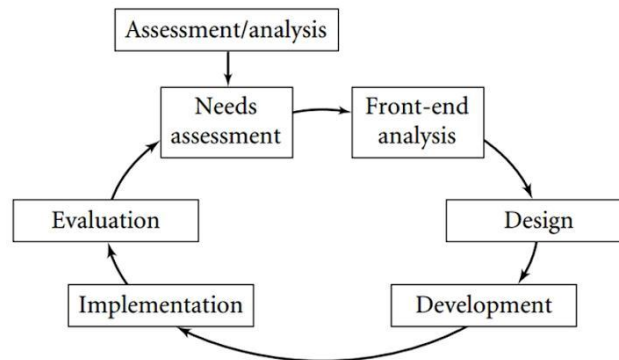 Assessment/analysis
Needs
assessment
Front-end
analysis
Evaluation
Design
Implementation
Development